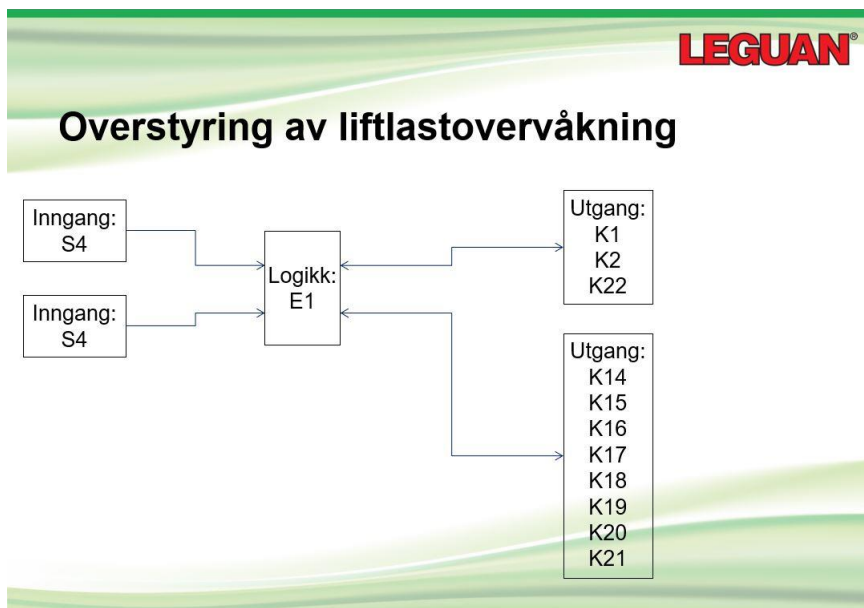 LEGUAN®
Overstyring av liftlastovervåkning
Inngang:
S4
Inngang:
S4
Logikk:
E1
Utgang:
K1
K2
K22
Utgang:
K14
K15
K16
K17
K18
K19
K20
K21